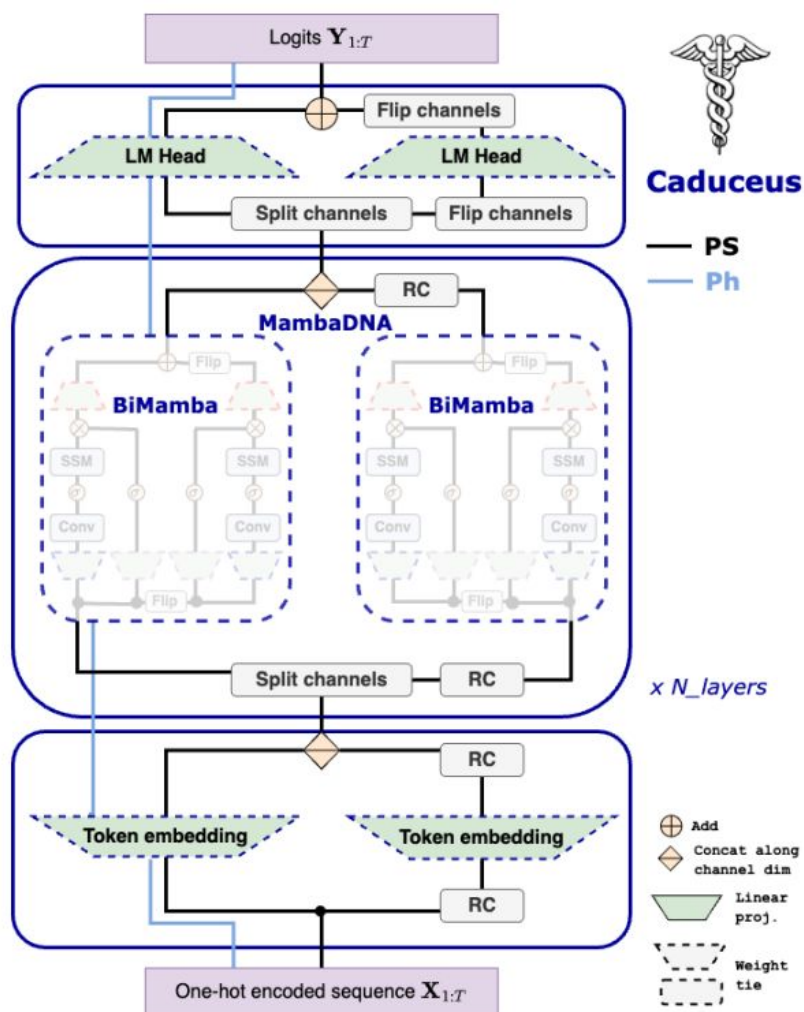 Logits Y1:T
Flip channels
LM Head
LM Head
Split channels
Flip channels
Caduceus
PS
Ph
RC
MambaDNA
Flip
Flip
BiMamba
BiMamba
SSM
SSM
SSM
SSM
σ
σ
σ
σ
σ
σ
σ
σ
Conv
Conv
Conv
Conv
Flip
Flip
Split channels
RC
x N_layers
RC
Token embedding
Token embedding
RC
Add
Concat along
channel dim
Linear
proj.
Weight
tie
One-hot encoded sequence X1:T